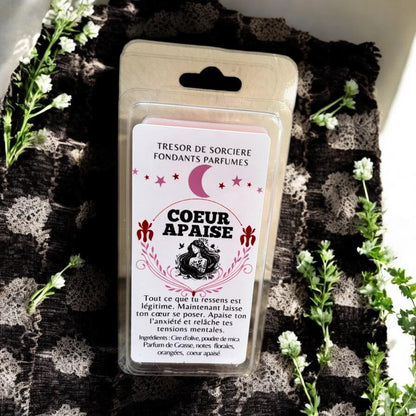 TRESOR DE SORCIERE
FONDANTS PARFUMES
COEUR
APAISE
Tout ce que tu ressens est
légitime. Maintenant laisse
ton cœur se poser. Apaise ton
l'anxiété et relâche tes
tensions mentales.
Ingrédients : Cire d'olive, poudre de mica
Parfum de Grasse, notes florales,
orangées, coeur apaisé